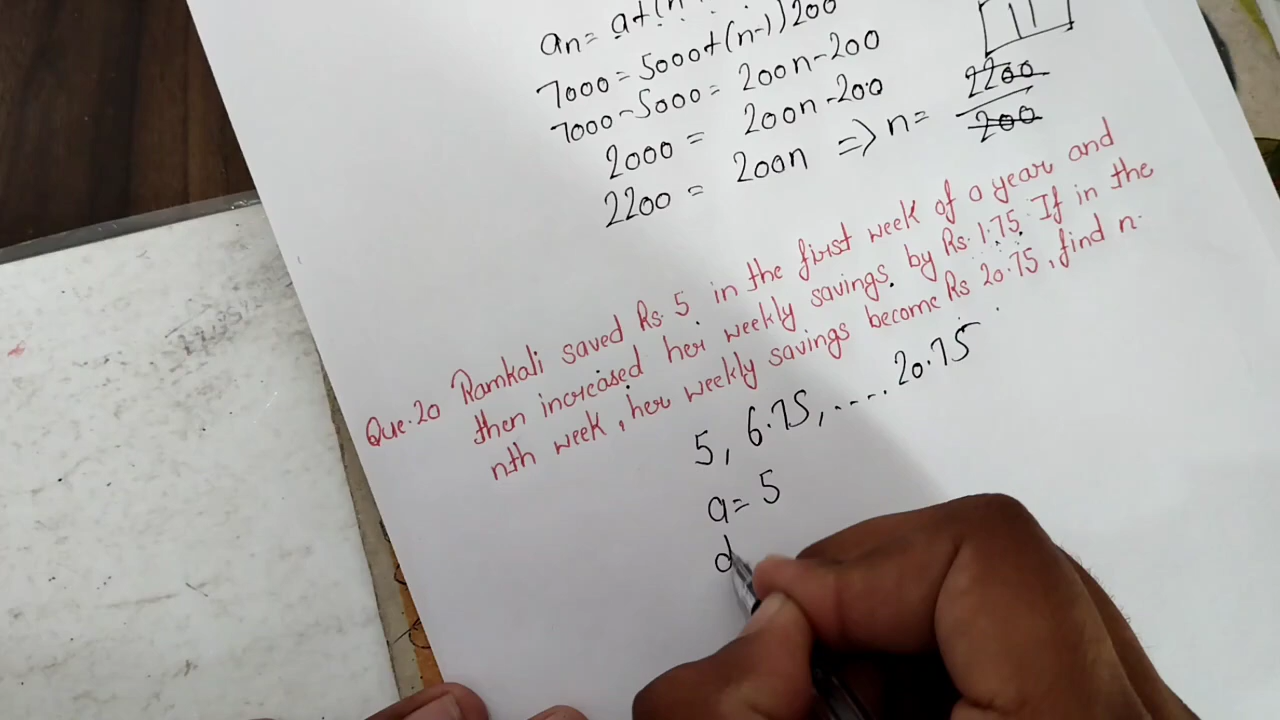 an= a+(n
7000 = 5000+(n-1)200
7000-5000 = 200n-200
2000 = 200n-200
2200 = 200n => n= 2200/200
11
Que.20 Ramkali saved Rs. 5 in the first week of a year and
then increased her weekly savings by Rs. 1.75. If in the
nth week, her weekly savings become Rs 20.75, find n.
5, 6.75, .... 20.75
a= 5
d